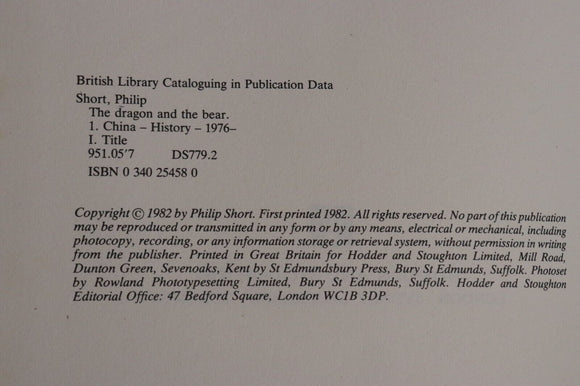 British Library Cataloguing in Publication Data
Short, Philip
The dragon and the bear.
1. China – History – 1976–
I. Title
951.05'7 DS779.2
ISBN 0 340 25458 0
Copyright © 1982 by Philip Short. First printed 1982. All rights reserved. No part of this publication
may be reproduced or transmitted in any form or by any means, electrical or mechanical, including
photocopy, recording, or any information storage or retrieval system, without permission in writing
from the publisher. Printed in Great Britain for Hodder and Stoughton Limited, Mill Road,
Dunton Green, Sevenoaks, Kent by St Edmundsbury Press, Bury St Edmunds, Suffolk. Photoset
by Rowland Phototypesetting Limited, Bury St Edmunds, Suffolk. Hodder and Stoughton
Editorial Office: 47 Bedford Square, London WC1B 3DP.